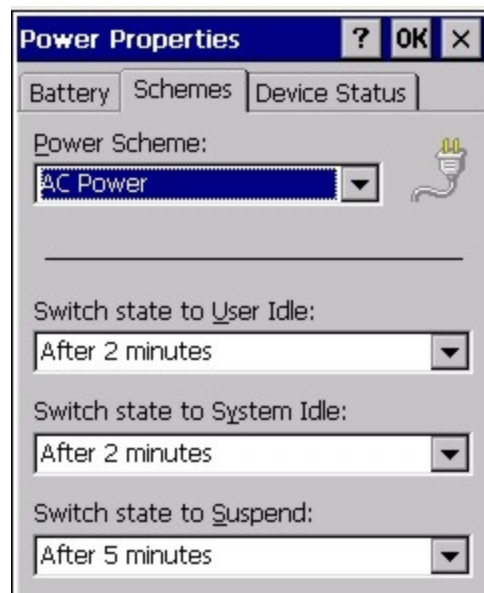 Power Properties ? OK ×
Battery Schemes Device Status
Power Scheme:
AC Power
Switch state to User Idle:
After 2 minutes
Switch state to System Idle:
After 2 minutes
Switch state to Suspend:
After 5 minutes